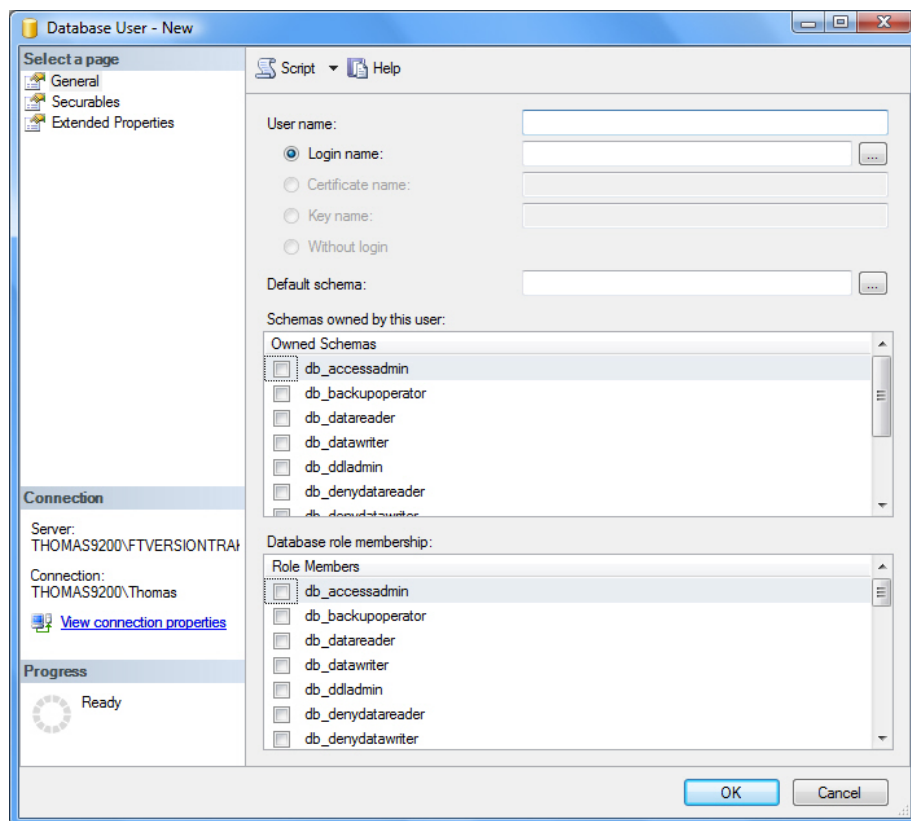 Database User - New
Select a page
General
Securables
Extended Properties
Script Help
User name:
Login name: ...
Certificate name:
Key name:
Without login
Default schema: ...
Schemas owned by this user:
Owned Schemas
db_accessadmin
db_backupoperator
db_datareader
db_datawriter
db_ddladmin
db_denydatareader
db_denydatawriter
Database role membership:
Role Members
db_accessadmin
db_backupoperator
db_datareader
db_datawriter
db_ddladmin
db_denydatareader
db_denydatawriter
Connection
Server:
THOMAS9200\FTVERSIONTRAK
Connection:
THOMAS9200\Thomas
View connection properties
Progress
Ready
OK Cancel